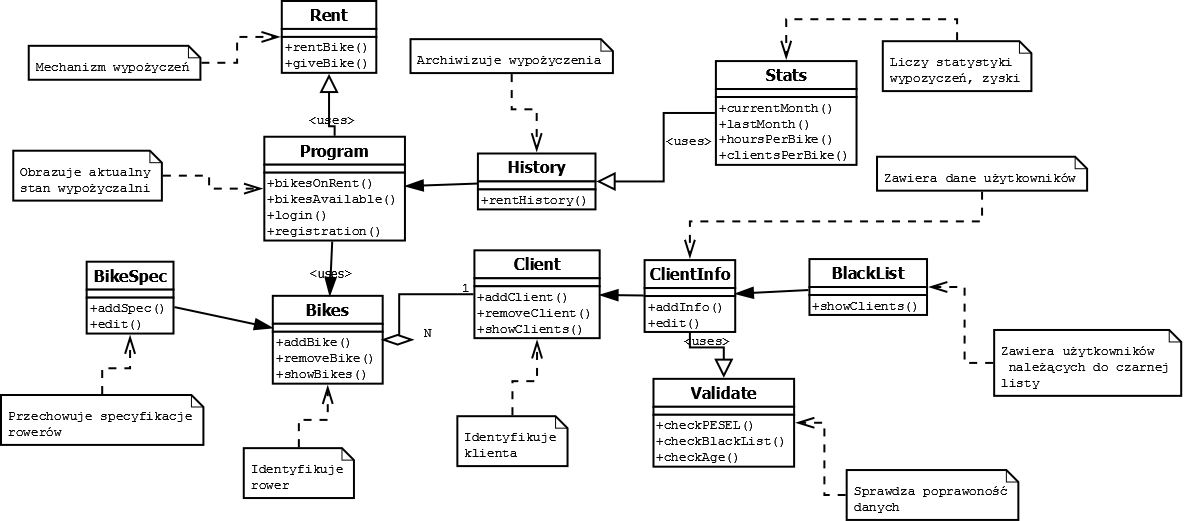 Rent
+rentBike()
+giveBike()
Mechanizm wypożyczeń
Archiwizuje wypożyczenia
Stats
+currentMonth()
+lastMonth()
+hoursPerBike()
+clientsPerBike()
Liczy statystyki
wypozyczeń, zyski
<uses>
<uses>
Program
+bikesOnRent()
+bikesAvailable()
+login()
+registration()
Obrazuje aktualny
stan wypożyczalni
History
+rentHistory()
Zawiera dane użytkowników
<uses>
BikeSpec
+addSpec()
+edit()
Bikes
+addBike()
+removeBike()
+showBikes()
1
N
Client
+addClient()
+removeClient()
+showClients()
ClientInfo
+addInfo()
+edit()
BlackList
+showClients()
<uses>
Zawiera użytkowników
należących do czarnej
listy
Validate
+checkPESEL()
+checkBlackList()
+checkAge()
Przechowuje specyfikacje
rowerów
Identyfikuje
rower
Identyfikuje
klienta
Sprawdza poprawoność
danych